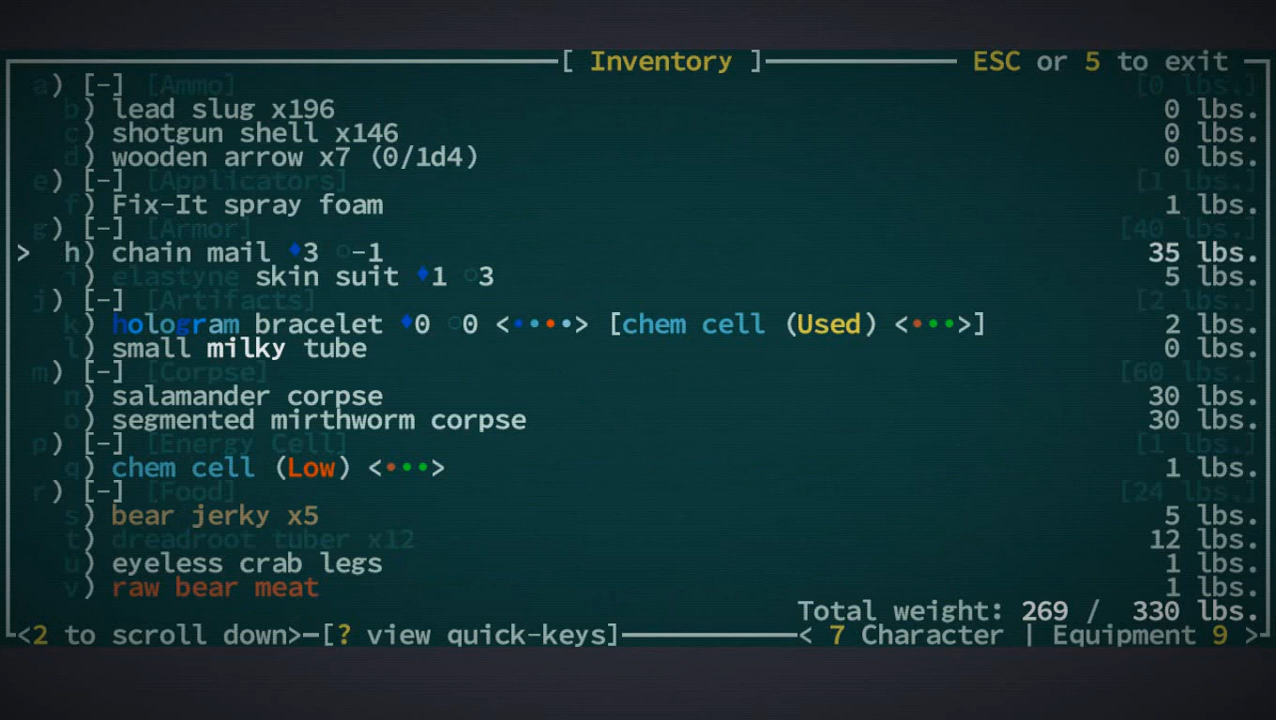 [ Inventory ] ESC or 5 to exit
a) [-] [Ammo] [0 lbs.]
b) lead slug x196 0 lbs.
c) shotgun shell x146 0 lbs.
d) wooden arrow x7 (0/1d4) 0 lbs.
e) [-] [Applicators] [1 lbs.]
f) Fix-It spray foam 1 lbs.
g) [-] [Armor] [40 lbs.]
> h) chain mail ♦3 ○-1 35 lbs.
i) elastyne skin suit ♦1 ○3 5 lbs.
j) [-] [Artifacts] [2 lbs.]
k) hologram bracelet ♦0 ○0 <••••> [chem cell (Used) <•••>] 2 lbs.
l) small milky tube 0 lbs.
m) [-] [Corpse] [60 lbs.]
n) salamander corpse 30 lbs.
o) segmented mirthworm corpse 30 lbs.
p) [-] [Energy Cell] [1 lbs.]
q) chem cell (Low) <••••> 1 lbs.
r) [-] [Food] [24 lbs.]
s) bear jerky x5 5 lbs.
t) dreadroot tuber x12 12 lbs.
u) eyeless crab legs 1 lbs.
v) raw bear meat 1 lbs.
Total weight: 269 / 330 lbs.
<2 to scroll down> [? view quick-keys] < 7 Character | Equipment 9 >